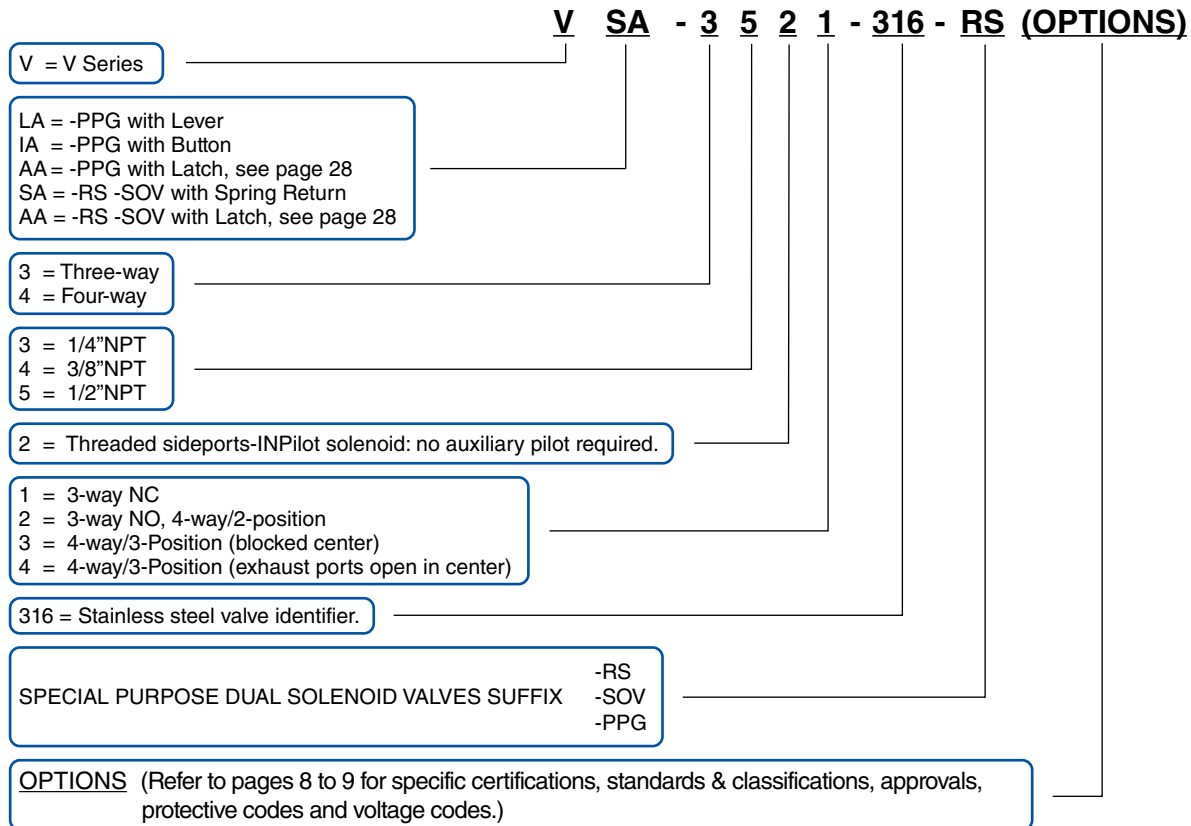 V SA - 3 5 2 1 - 316 - RS (OPTIONS)
V = V Series
LA = -PPG with Lever
IA = -PPG with Button
AA = -PPG with Latch, see page 28
SA = -RS -SOV with Spring Return
AA = -RS -SOV with Latch, see page 28
3 = Three-way
4 = Four-way
3 = 1/4”NPT
4 = 3/8”NPT
5 = 1/2”NPT
2 = Threaded sideports-INPilot solenoid: no auxiliary pilot required.
1 = 3-way NC
2 = 3-way NO, 4-way/2-position
3 = 4-way/3-Position (blocked center)
4 = 4-way/3-Position (exhaust ports open in center)
316 = Stainless steel valve identifier.
-RS
SPECIAL PURPOSE DUAL SOLENOID VALVES SUFFIX -SOV
-PPG
OPTIONS (Refer to pages 8 to 9 for specific certifications, standards & classifications, approvals,
protective codes and voltage codes.)